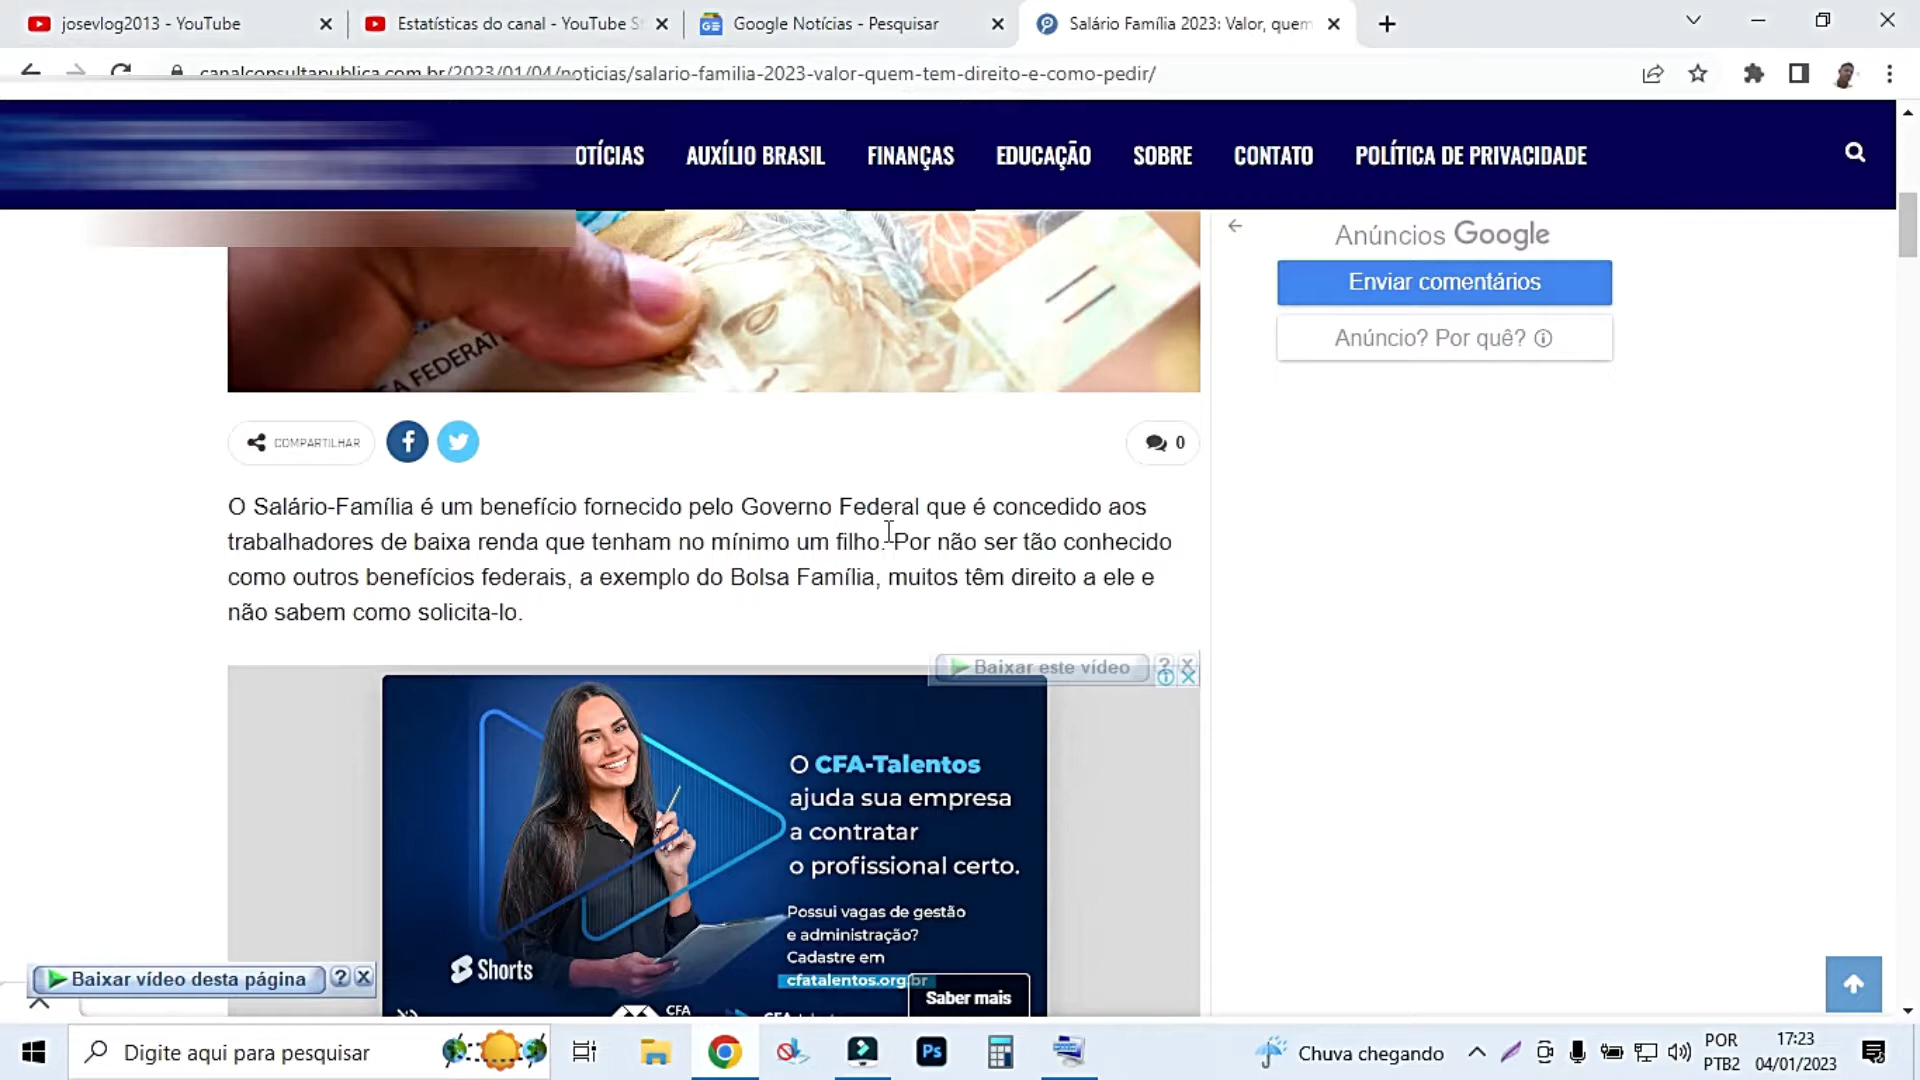 josevlog2013 - YouTube
Estatísticas do canal - YouTube S
Google Notícias - Pesquisar
Salário Família 2023: Valor, quem
canalconsultapublica.com.br/2023/01/04/noticias/salario-familia-2023-valor-quem-tem-direito-e-como-pedir/
OTÍCIAS
AUXÍLIO BRASIL
FINANÇAS
EDUCAÇÃO
SOBRE
CONTATO
POLÍTICA DE PRIVACIDADE
Anúncios Google
Enviar comentários
Anúncio? Por quê?
FEDERAT
COMPARTILHAR
0
O Salário-Família é um benefício fornecido pelo Governo Federal que é concedido aos
trabalhadores de baixa renda que tenham no mínimo um filho. Por não ser tão conhecido
como outros benefícios federais, a exemplo do Bolsa Família, muitos têm direito a ele e
não sabem como solicita-lo.
Baixar este vídeo
O CFA-Talentos
ajuda sua empresa
a contratar
o profissional certo.
Possui vagas de gestão
e administração?
Cadastre em
cfatalentos.org.br
Saber mais
Shorts
CFA
Baixar vídeo desta página
Digite aqui para pesquisar
Ps
Chuva chegando
POR
PTB2
17:23
04/01/2023